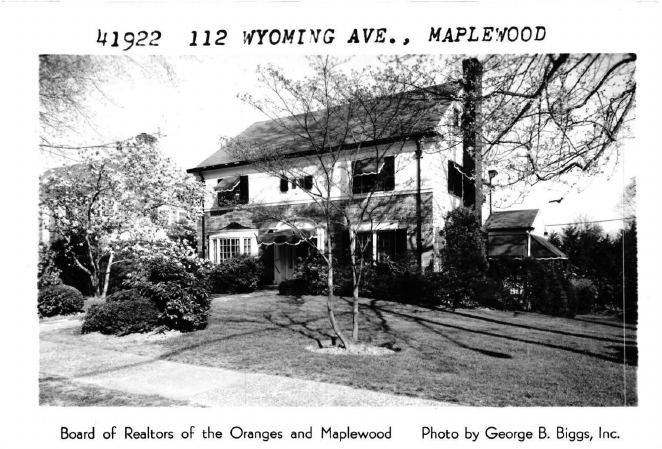 41922 112 WYOMING AVE., MAPLEWOOD
Board of Realtors of the Oranges and Maplewood Photo by George B. Biggs, Inc.